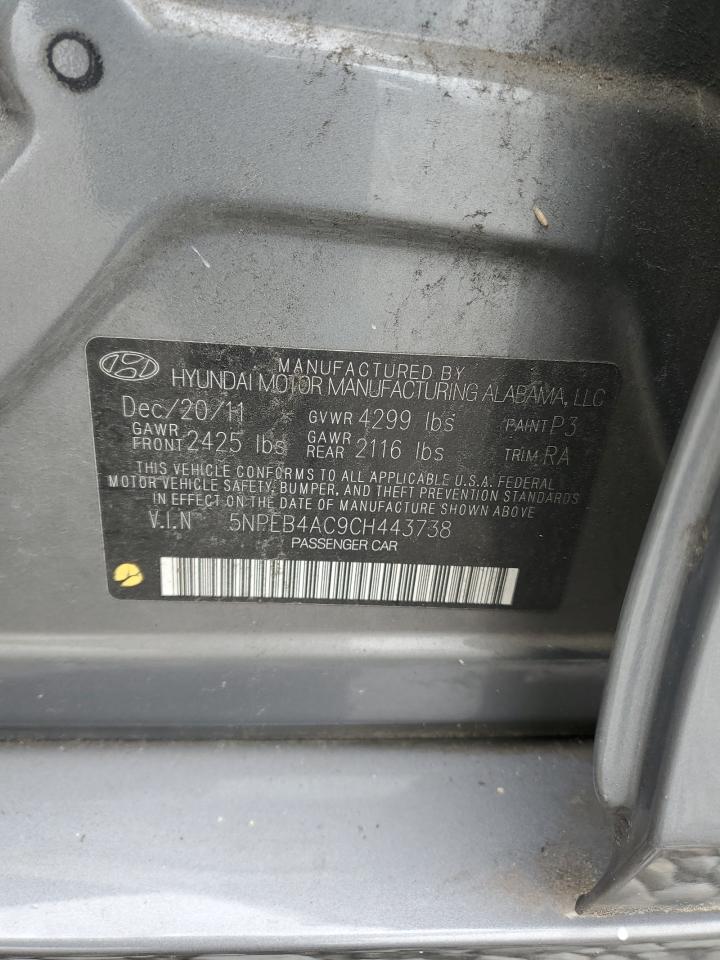 MANUFACTURED BY
HYUNDAI MOTOR MANUFACTURING ALABAMA, LLC
Dec/20/11 GVWR 4299 lbs PAINT P3
GAWR FRONT 2425 lbs GAWR REAR 2116 lbs TRIM RA
THIS VEHICLE CONFORMS TO ALL APPLICABLE U.S.A. FEDERAL
MOTOR VEHICLE SAFETY, BUMPER, AND THEFT PREVENTION STANDARDS
IN EFFECT ON THE DATE OF MANUFACTURE SHOWN ABOVE
V.I.N 5NPEB4AC9CH443738
PASSENGER CAR